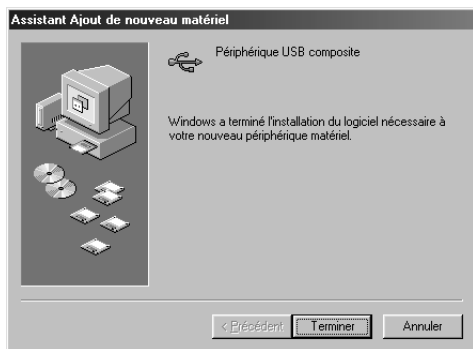 Assistant Ajout de nouveau matériel
Périphérique USB composite
Windows a terminé l'installation du logiciel nécessaire à
votre nouveau périphérique matériel.
< Précédent
Terminer
Annuler